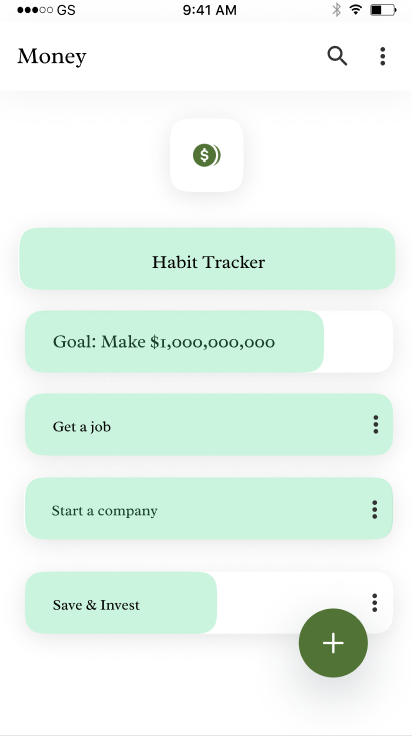 GS 9:41 AM
Money
$
Habit Tracker
Goal: Make $1,000,000,000
Get a job
Start a company
Save & Invest